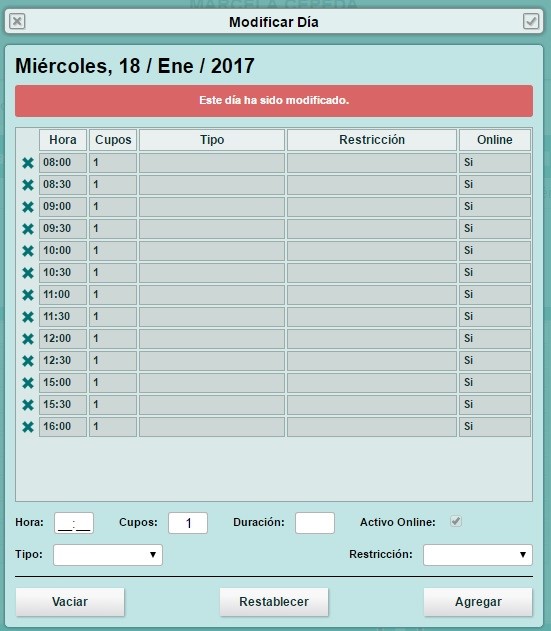 MARCELA CEPEDA
Modificar Día
Miércoles, 18 / Ene / 2017
Este día ha sido modificado.
Hora Cupos Tipo Restricción Online
08:00 1 Si
08:30 1 Si
09:00 1 Si
09:30 1 Si
10:00 1 Si
10:30 1 Si
11:00 1 Si
11:30 1 Si
12:00 1 Si
12:30 1 Si
15:00 1 Si
15:30 1 Si
16:00 1 Si
Hora: __:__ Cupos: 1 Duración: Activo Online:
Tipo: Restricción:
Vaciar Restablecer Agregar